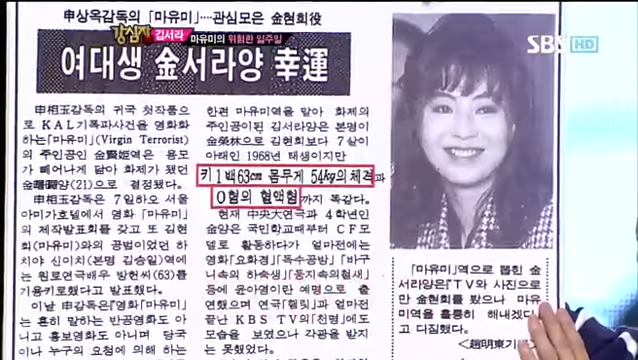 申상옥감독의「마유미」‥‥관심모은 金현희役
강심장 김서라 마유미의 위험한 일주일
SBS HD
여대생 金서라양 幸運
申相玉감독의 귀국 첫작품으
로 KAL기폭파사건을 영화화
하는「마유미」(Virgin Terrorist)
의 주인공인 金賢姬역은 용모
가 빼어나게 닮아 화제가 됐던
양(21)으로 결정됐다.
申감독은 7일하오 서울
아미가호텔에서 영화「마유미」
의 제작발표회를 갖고 또 김현
희(마유미)와의 공범이었던 하
치야 신이치(본명 김승일)역에
는 원로연극배우 (63)를
기용키로했다고 발표했다.
이날 申감독은「영화「마유미」
는 흔히 말하는 반공영화도 아
니고 홍보영화도 아니며 당국
이나 누구의 요청에 의해 하는
한편 마유미역을 맡아 화제의
주인공이된 김서라양은 본명이
金榮林으로 김현희보다 7살이
아래인 1968년 태생이지만
키 1백63cm 몸무게 54kg의 체격과
O형의 혈액형까지 똑같다.
현재 中央大연극과 4학년인
金양은 국민학교때부터 CF모
델로 활동하다가 얼마전에는
영화「요화경」「독수공방」「바구
니속의 하숙생」「둥지속의철새」
등에 윤아영이란 예명으로 출
연했으며 연극「햄릿」과 얼마전
끝난 KBS TV의「천명」에도
모습을 보였으나 각광을 받지
는 못했었다.
「마유미」역으로 뽑힌 金
서라양은「TV와 사진으로
만 金현희를 봤으나 마유
미역을 훌륭히 해내겠다」
고 다짐했다.
<趙明東기자>